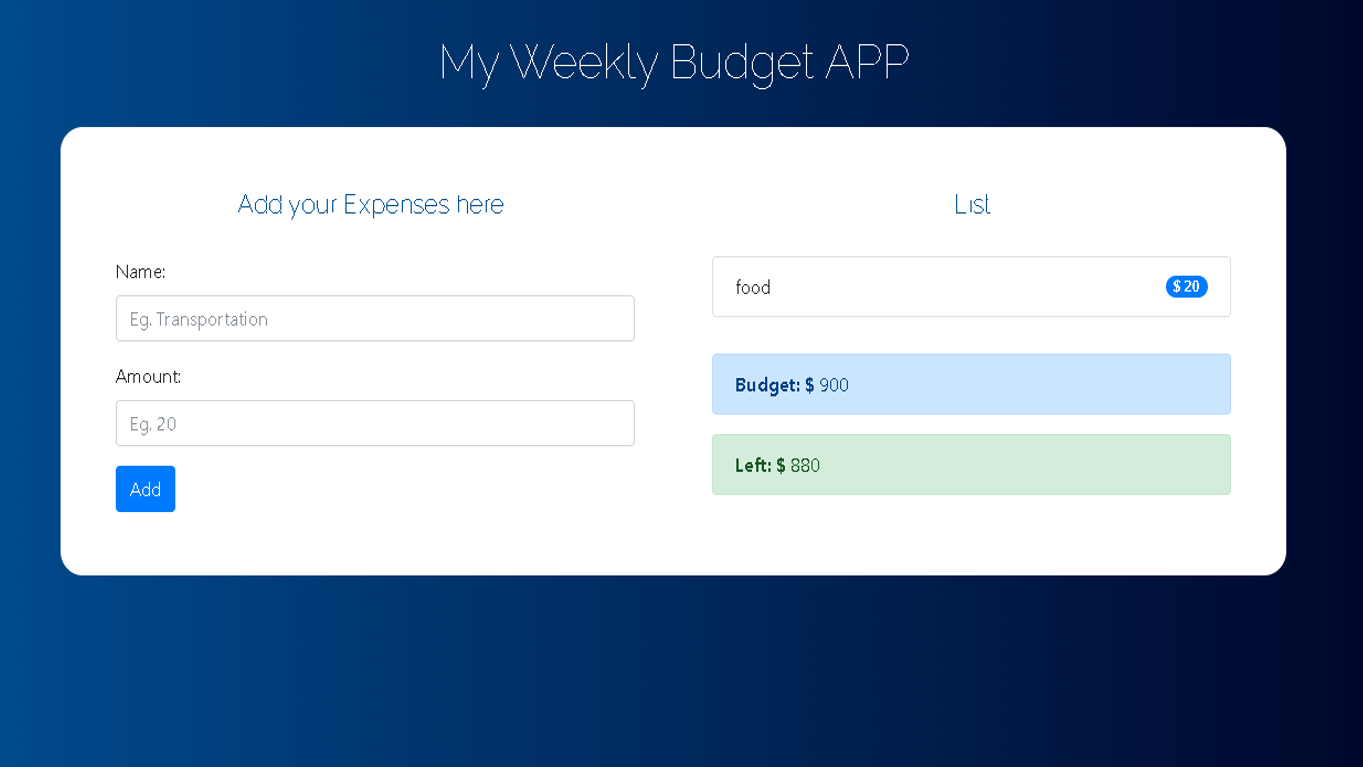 My Weekly Budget APP
Add your Expenses here
Name:
Eg. Transportation
Amount:
Eg. 20
Add
List
food $ 20
Budget: $ 900
Left: $ 880